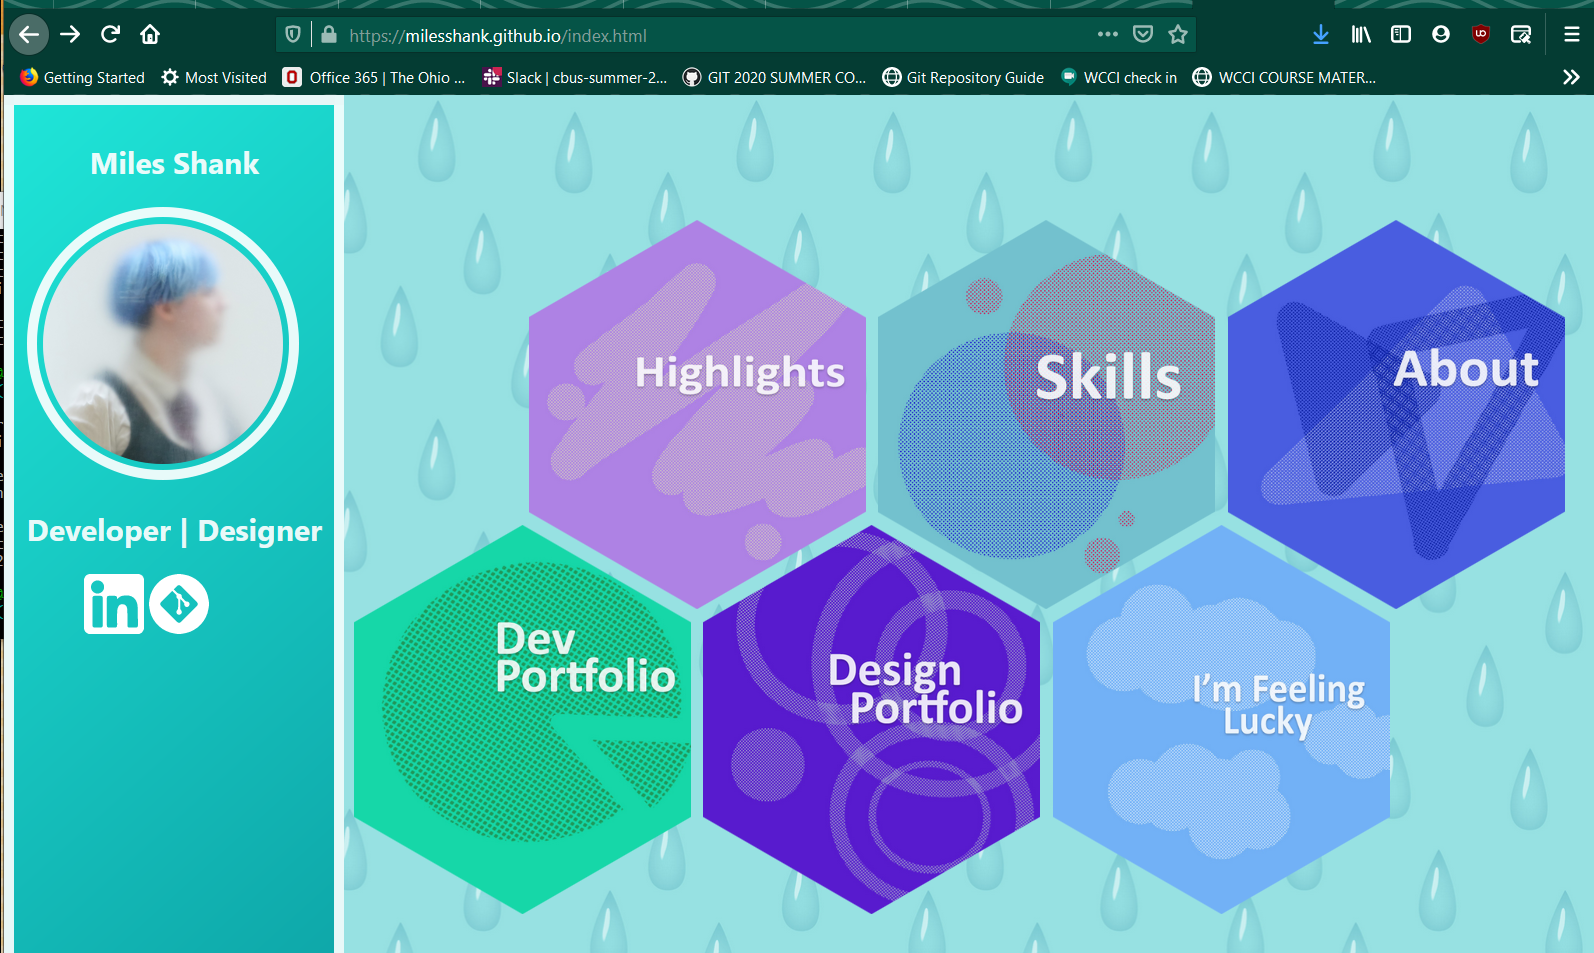 https://milesshank.github.io/index.html
Getting Started
Most Visited
Office 365 | The Ohio ...
Slack | cbus-summer-2...
GIT 2020 SUMMER CO...
Git Repository Guide
WCCI check in
WCCI COURSE MATER...
Miles Shank
Developer | Designer
in
Highlights
Skills
About
Dev
Portfolio
Design
Portfolio
I'm Feeling
Lucky